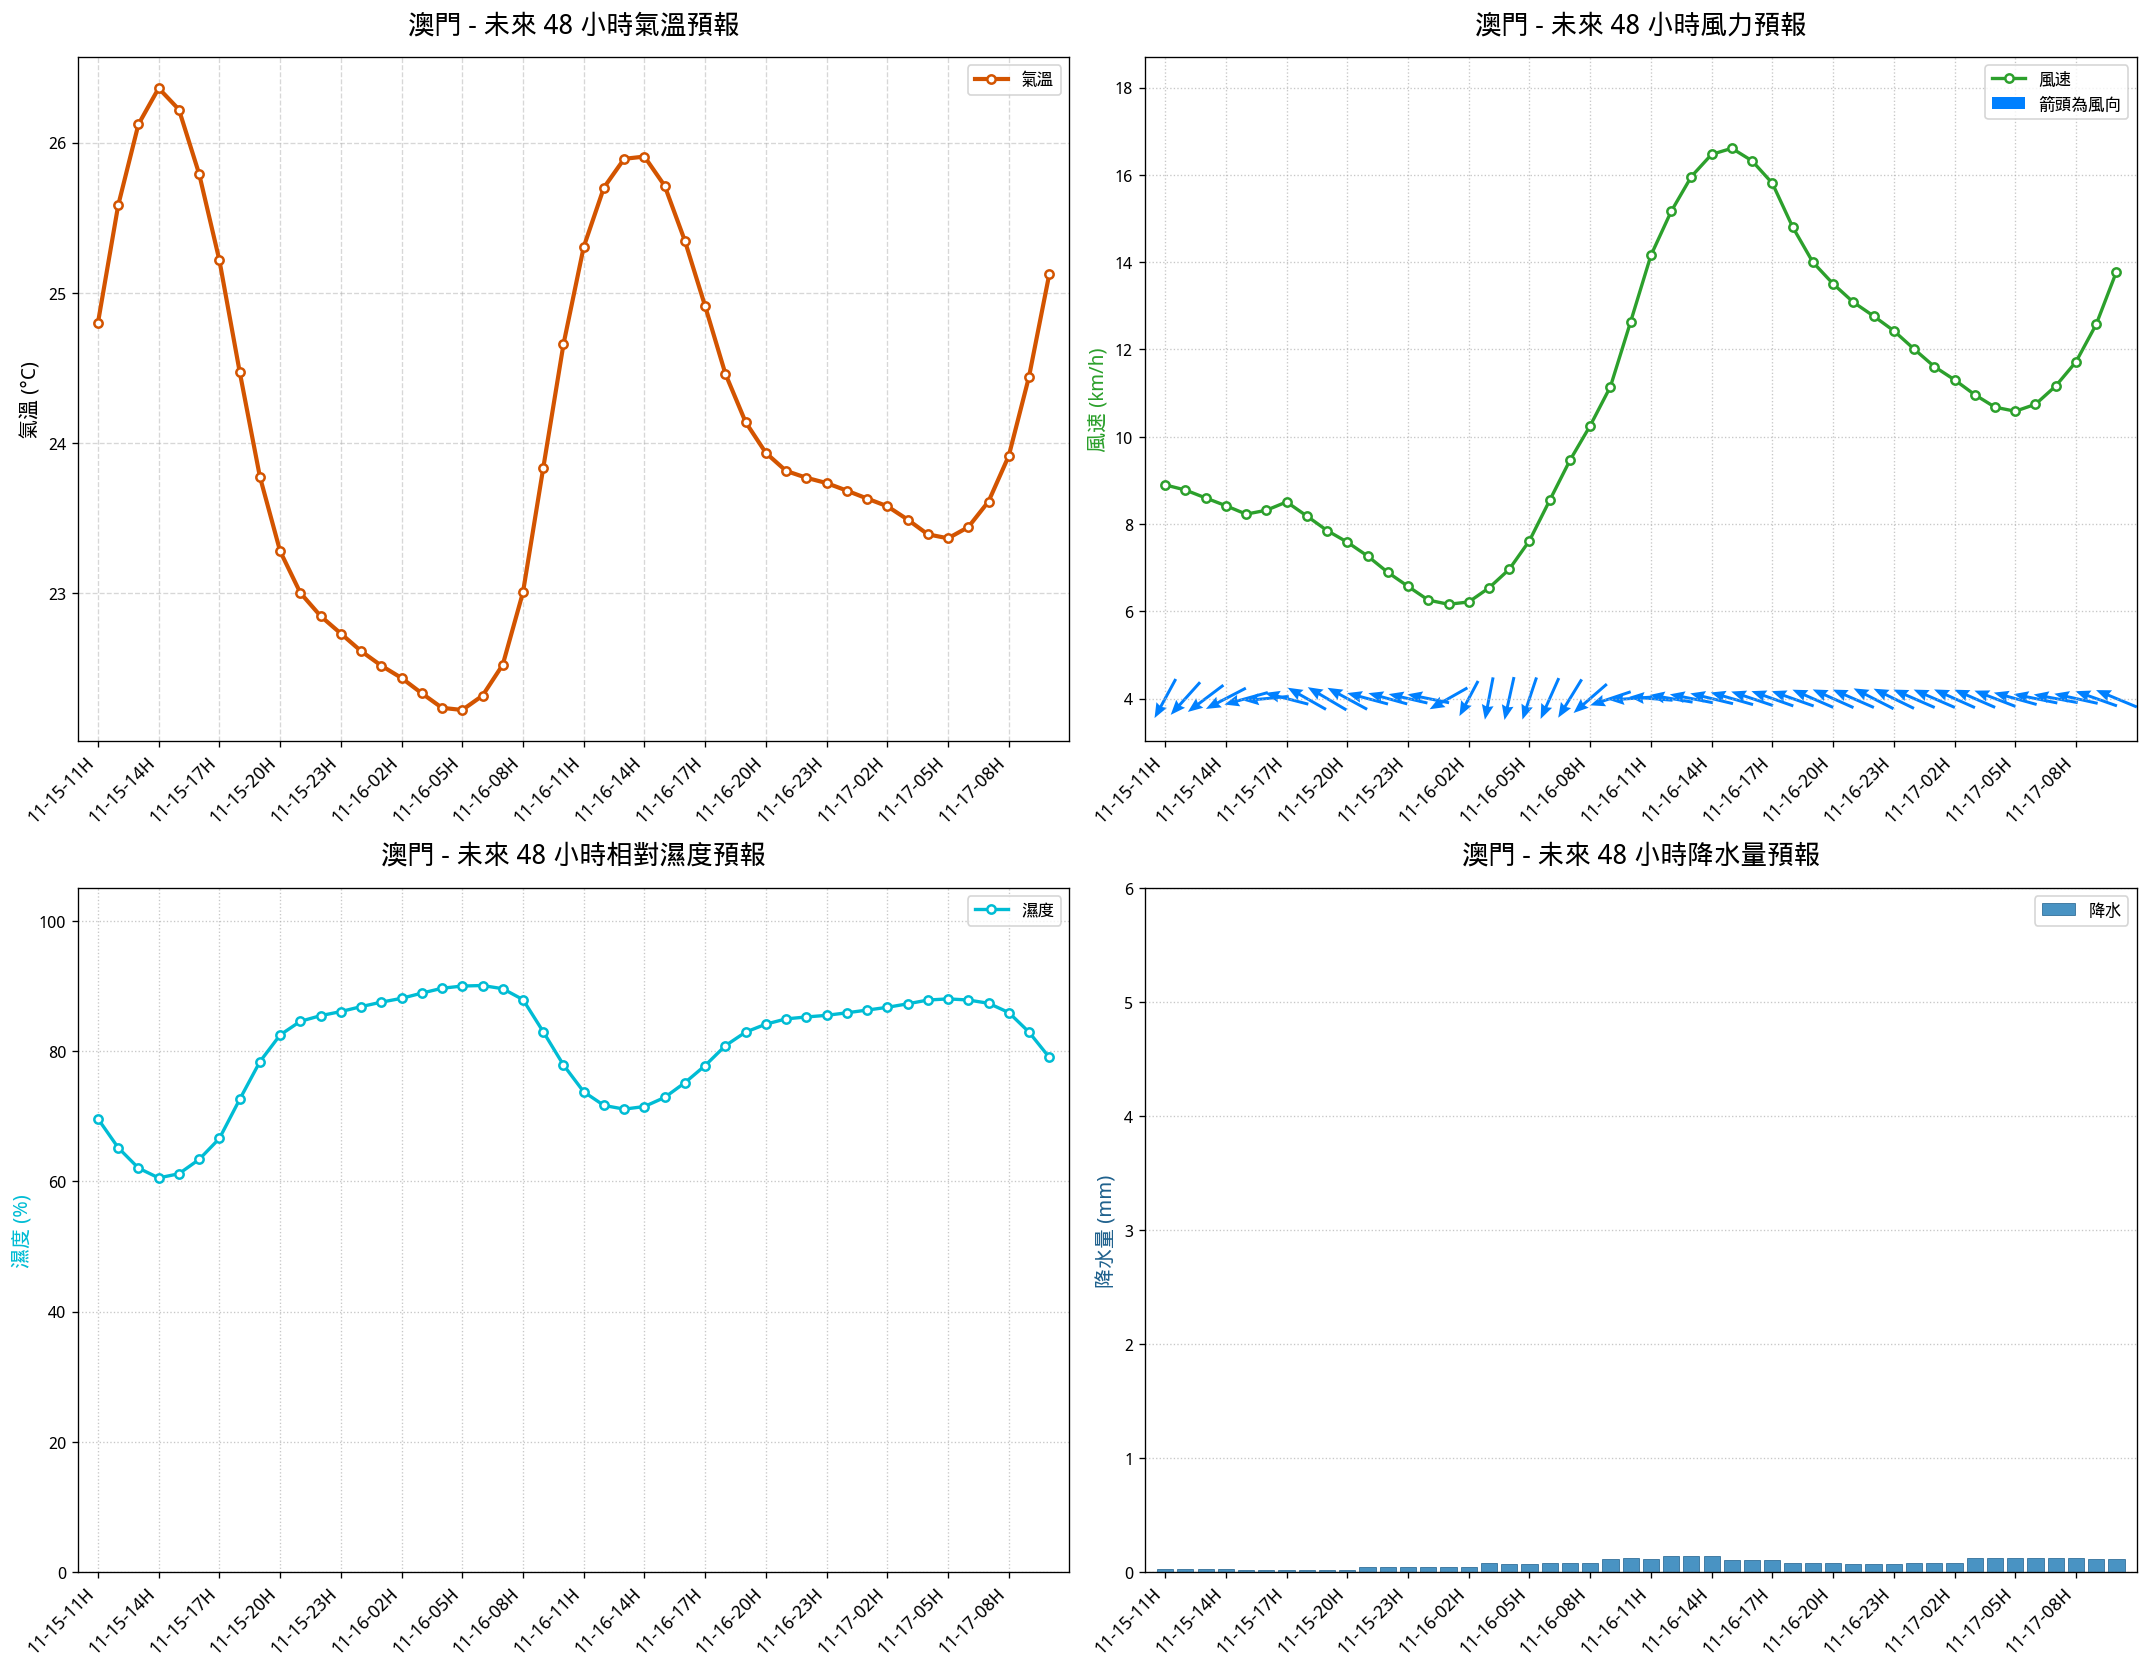 澳門 - 未來 48 小時氣溫預報
氣溫
氣溫 (°C)
26
25
24
23
11-15-11H
11-15-14H
11-15-17H
11-15-20H
11-15-23H
11-16-02H
11-16-05H
11-16-08H
11-16-11H
11-16-14H
11-16-17H
11-16-20H
11-16-23H
11-17-02H
11-17-05H
11-17-08H
澳門 - 未來 48 小時風力預報
風速
箭頭為風向
風速 (km/h)
18
16
14
12
10
8
6
4
11-15-11H
11-15-14H
11-15-17H
11-15-20H
11-15-23H
11-16-02H
11-16-05H
11-16-08H
11-16-11H
11-16-14H
11-16-17H
11-16-20H
11-16-23H
11-17-02H
11-17-05H
11-17-08H
澳門 - 未來 48 小時相對濕度預報
濕度
濕度 (%)
100
80
60
40
20
0
11-15-11H
11-15-14H
11-15-17H
11-15-20H
11-15-23H
11-16-02H
11-16-05H
11-16-08H
11-16-11H
11-16-14H
11-16-17H
11-16-20H
11-16-23H
11-17-02H
11-17-05H
11-17-08H
澳門 - 未來 48 小時降水量預報
降水
降水量 (mm)
6
5
4
3
2
1
0
11-15-11H
11-15-14H
11-15-17H
11-15-20H
11-15-23H
11-16-02H
11-16-05H
11-16-08H
11-16-11H
11-16-14H
11-16-17H
11-16-20H
11-16-23H
11-17-02H
11-17-05H
11-17-08H